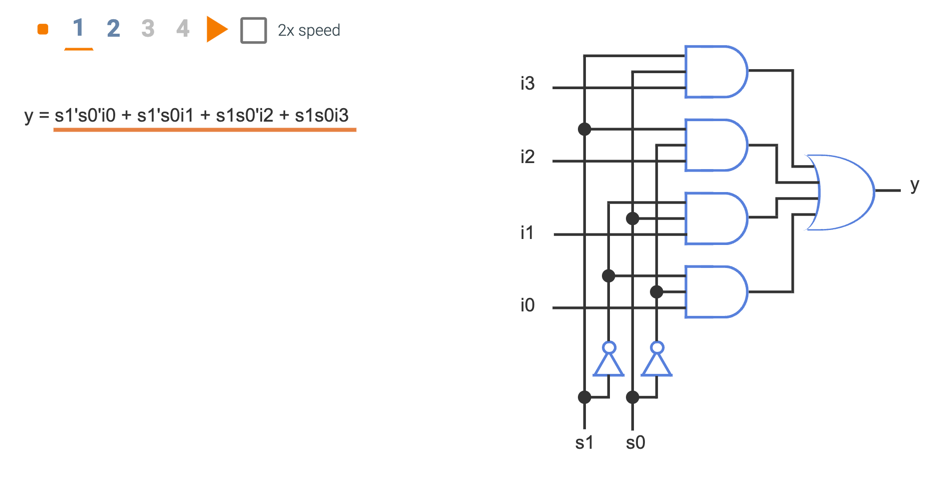 1 2 3 4 2x speed
y = s1's0'i0 + s1's0i1 + s1s0'i2 + s1s0i3
i3
i2
y
i1
i0
s1 s0